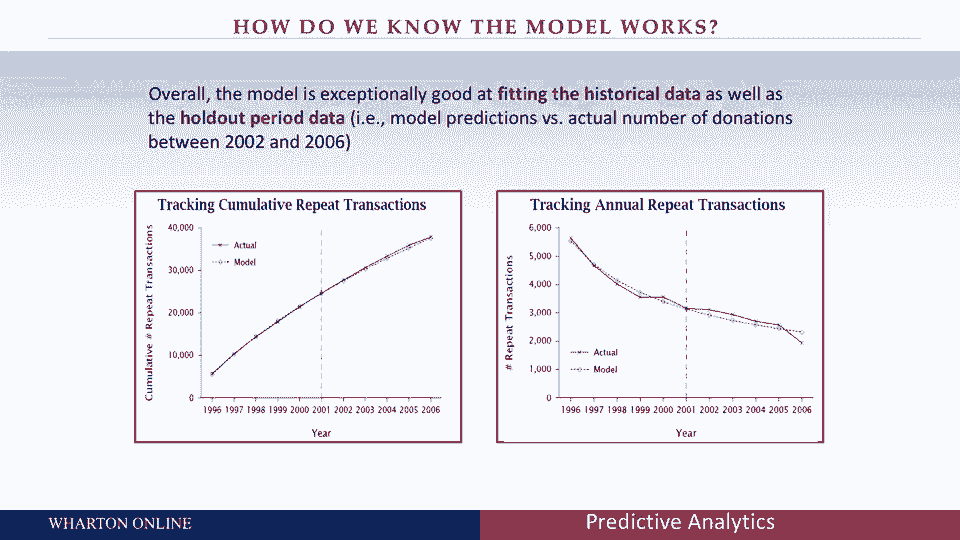 HOW DO WE KNOW THE MODEL WORKS?
Overall, the model is exceptionally good at fitting the historical data as well as
the holdout period data (i.e., model predictions vs. actual number of donations
between 2002 and 2006)
Tracking Cumulative Repeat Transactions
Cumulative # Repeat Transactions
40,000
30,000
20,000
10,000
0
Actual
Model
1996 1997 1998 1999 2000 2001 2002 2003 2004 2005 2006
Year
Tracking Annual Repeat Transactions
# Repeat Transactions
6,000
5,000
4,000
3,000
2,000
1,000
0
Actual
Model
1996 1997 1998 1999 2000 2001 2002 2003 2004 2005 2006
Year
WHARTON ONLINE
Predictive Analytics